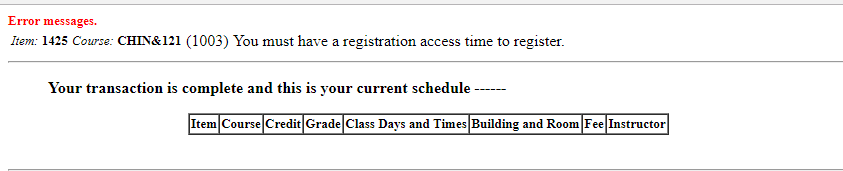 Error messages.
Item: 1425 Course: CHIN&121 (1003) You must have a registration access time to register.
Your transaction is complete and this is your current schedule ------
Item Course Credit Grade Class Days and Times Building and Room Fee Instructor